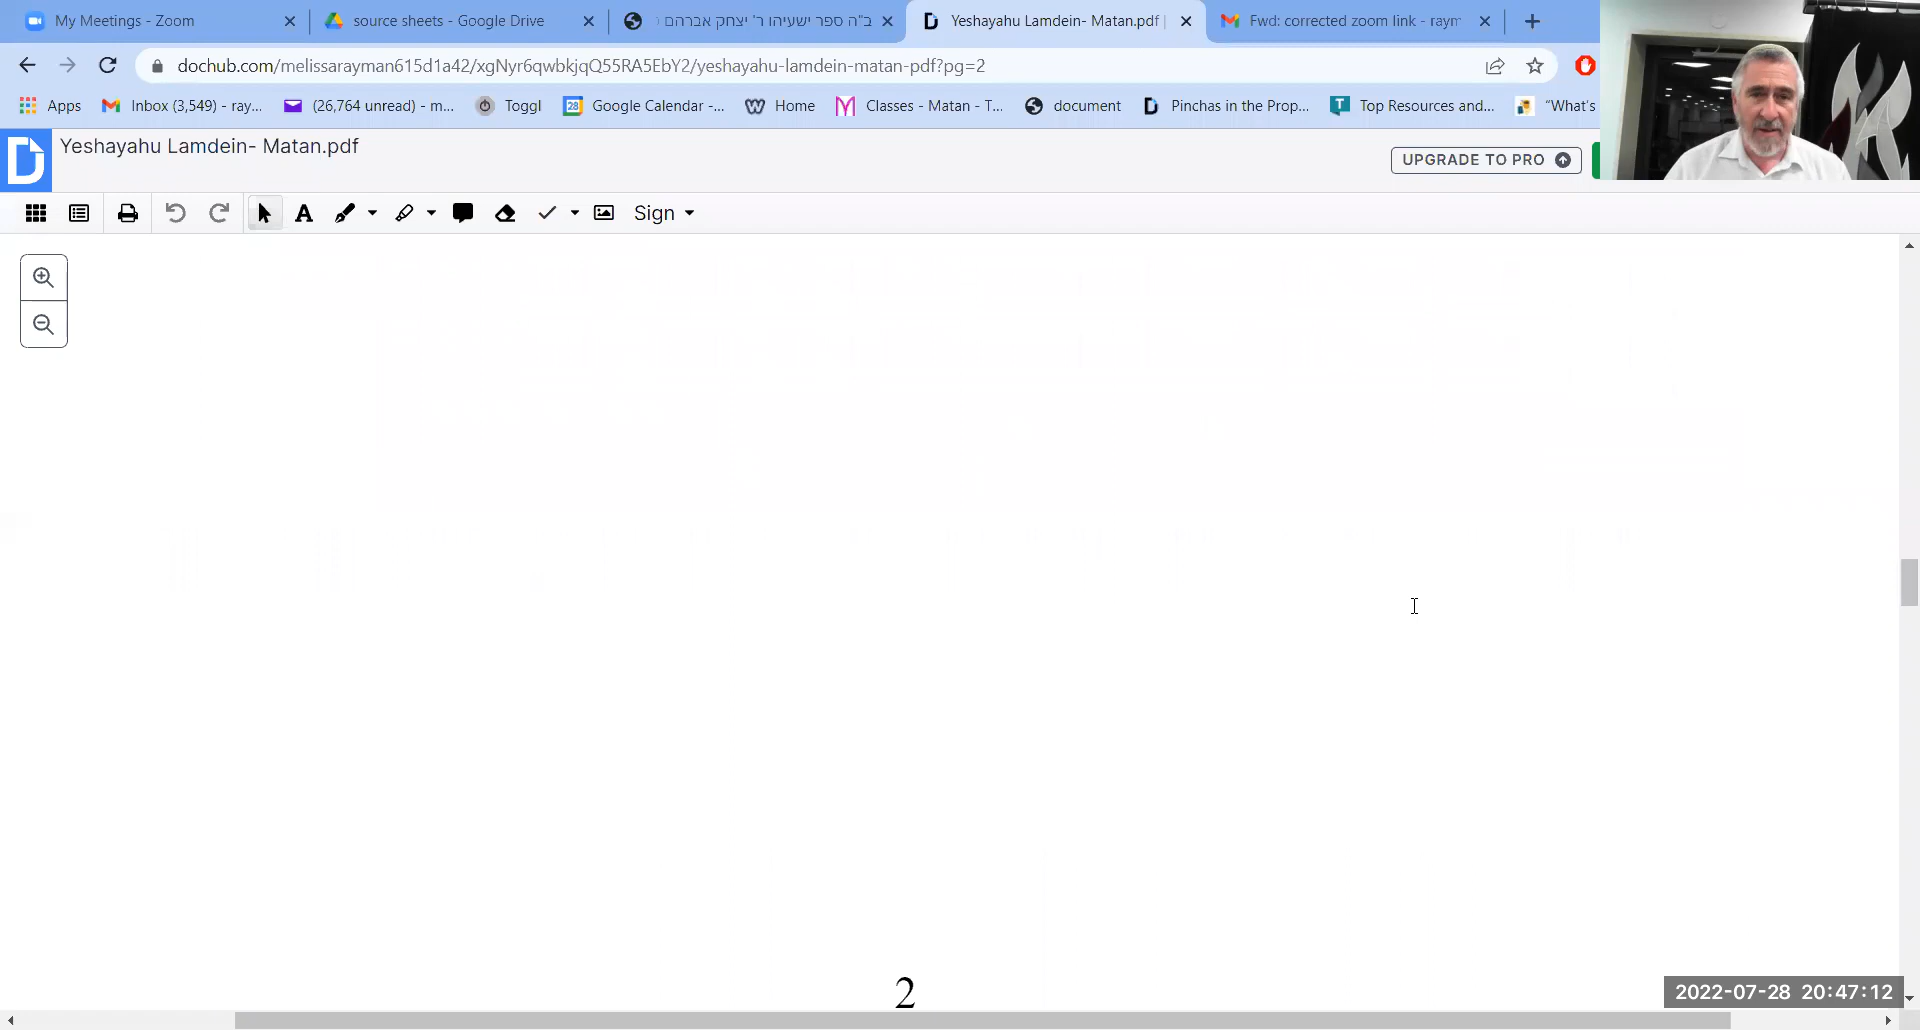 My Meetings - Zoom
source sheets - Google Drive
ב"ה ספר ישעיהו ר' יצחק אברהם
Yeshayahu Lamdein- Matan.pdf |
Fwd: corrected zoom link - raym
dochub.com/melissarayman615d1a42/xgNyr6qwbkjqQ55RA5EbY2/yeshayahu-lamdein-matan-pdf?pg=2
Apps
Inbox (3,549) - ray...
(26,764 unread) - m...
Toggl
28
Google Calendar -...
Home
Classes - Matan - T...
document
Pinchas in the Prop...
Top Resources and...
"What's
Yeshayahu Lamdein- Matan.pdf
UPGRADE TO PRO
Sign
2
2022-07-28 20:47:12